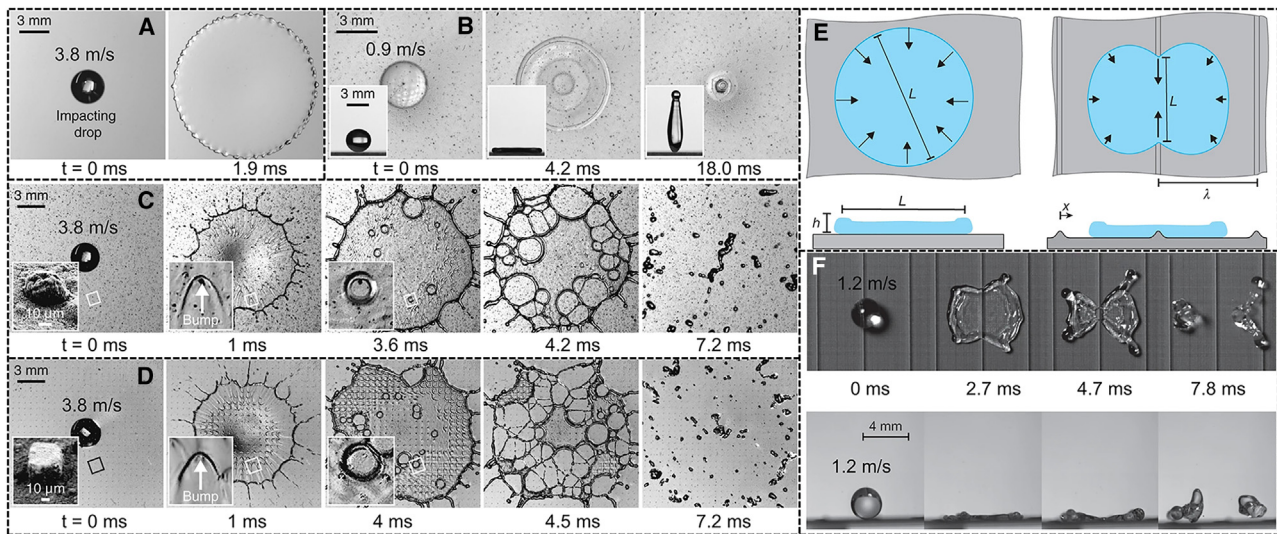 A
3 mm
3.8 m/s
Impacting
drop
t = 0 ms
1.9 ms
B
3 mm
0.9 m/s
3 mm
t = 0 ms
4.2 ms
18.0 ms
C
3 mm
3.8 m/s
10 µm
Bump
t = 0 ms
1 ms
3.6 ms
4.2 ms
7.2 ms
D
3 mm
3.8 m/s
10 µm
Bump
t = 0 ms
1 ms
4 ms
4.5 ms
7.2 ms
E
L
L
λ
h
L
x
F
1.2 m/s
0 ms
2.7 ms
4.7 ms
7.8 ms
4 mm
1.2 m/s